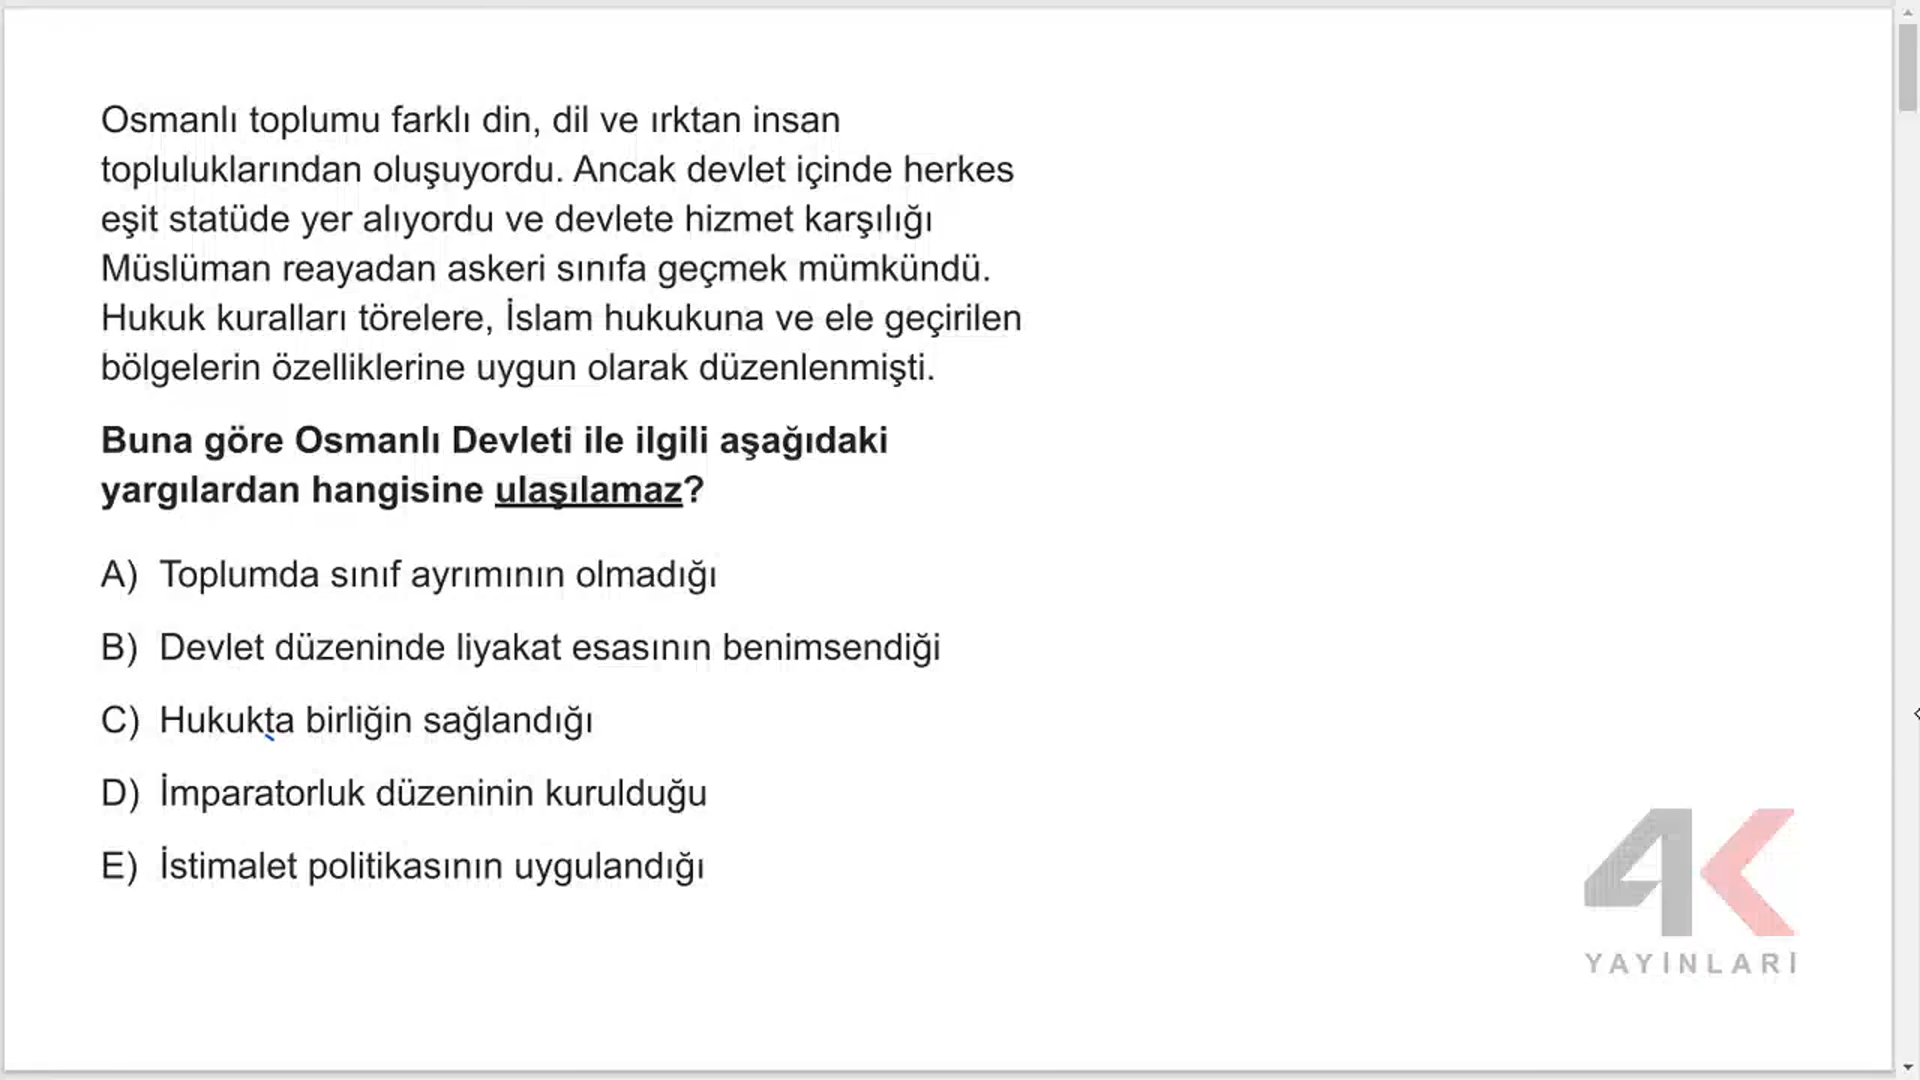 Osmanlı toplumu farklı din, dil ve ırktan insan
topluluklarından oluşuyordu. Ancak devlet içinde herkes
eşit statüde yer alıyordu ve devlete hizmet karşılığı
Müslüman reayadan askeri sınıfa geçmek mümkündü.
Hukuk kuralları törelere, İslam hukukuna ve ele geçirilen
bölgelerin özelliklerine uygun olarak düzenlenmişti.
Buna göre Osmanlı Devleti ile ilgili aşağıdaki
yargılardan hangisine ulaşılamaz?
A) Toplumda sınıf ayrımının olmadığı
B) Devlet düzeninde liyakat esasının benimsendiği
C) Hukukta birliğin sağlandığı
D) İmparatorluk düzeninin kurulduğu
E) İstimalet politikasının uygulandığı
4K
YAYİNLARİ